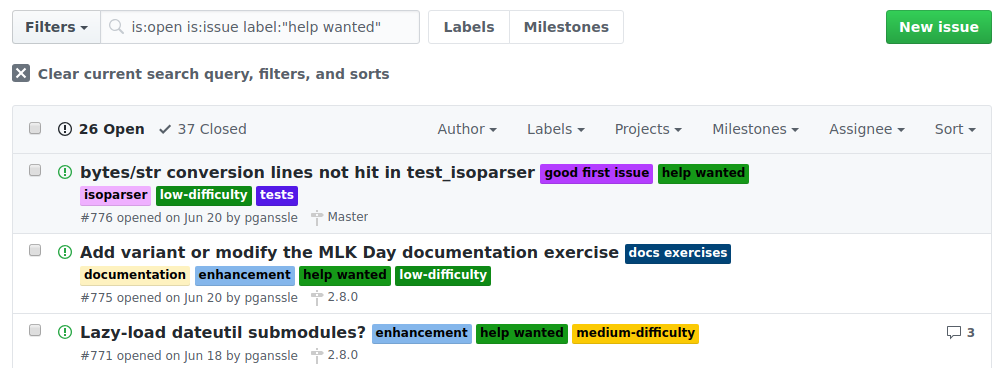 Filters is:open is:issue label:"help wanted" Labels Milestones New issue
Clear current search query, filters, and sorts
26 Open 37 Closed Author Labels Projects Milestones Assignee Sort
bytes/str conversion lines not hit in test_isoparser good first issue help wanted
isoparser low-difficulty tests
#776 opened on Jun 20 by pganssle Master
Add variant or modify the MLK Day documentation exercise docs exercises
documentation enhancement help wanted low-difficulty
#775 opened on Jun 20 by pganssle 2.8.0
Lazy-load dateutil submodules? enhancement help wanted medium-difficulty 3
#771 opened on Jun 18 by pganssle 2.8.0